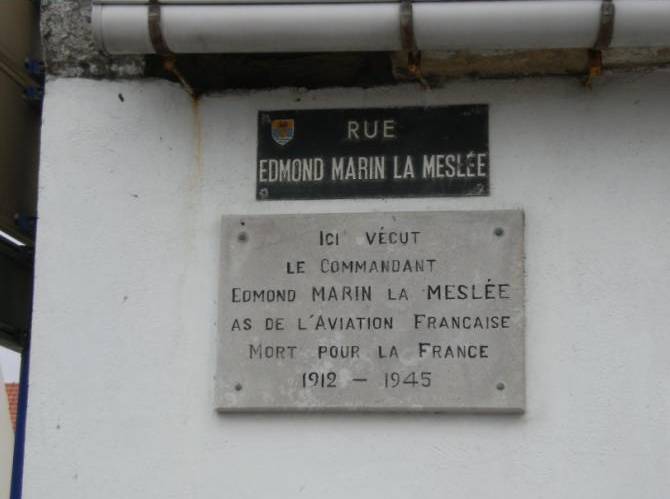 RUE
EDMOND MARIN LA MESLÉE
ICI VÉCUT
LE COMMANDANT
EDMOND MARIN LA MESLÉE
AS DE L'AVIATION FRANCAISE
MORT POUR LA FRANCE
1912 – 1945